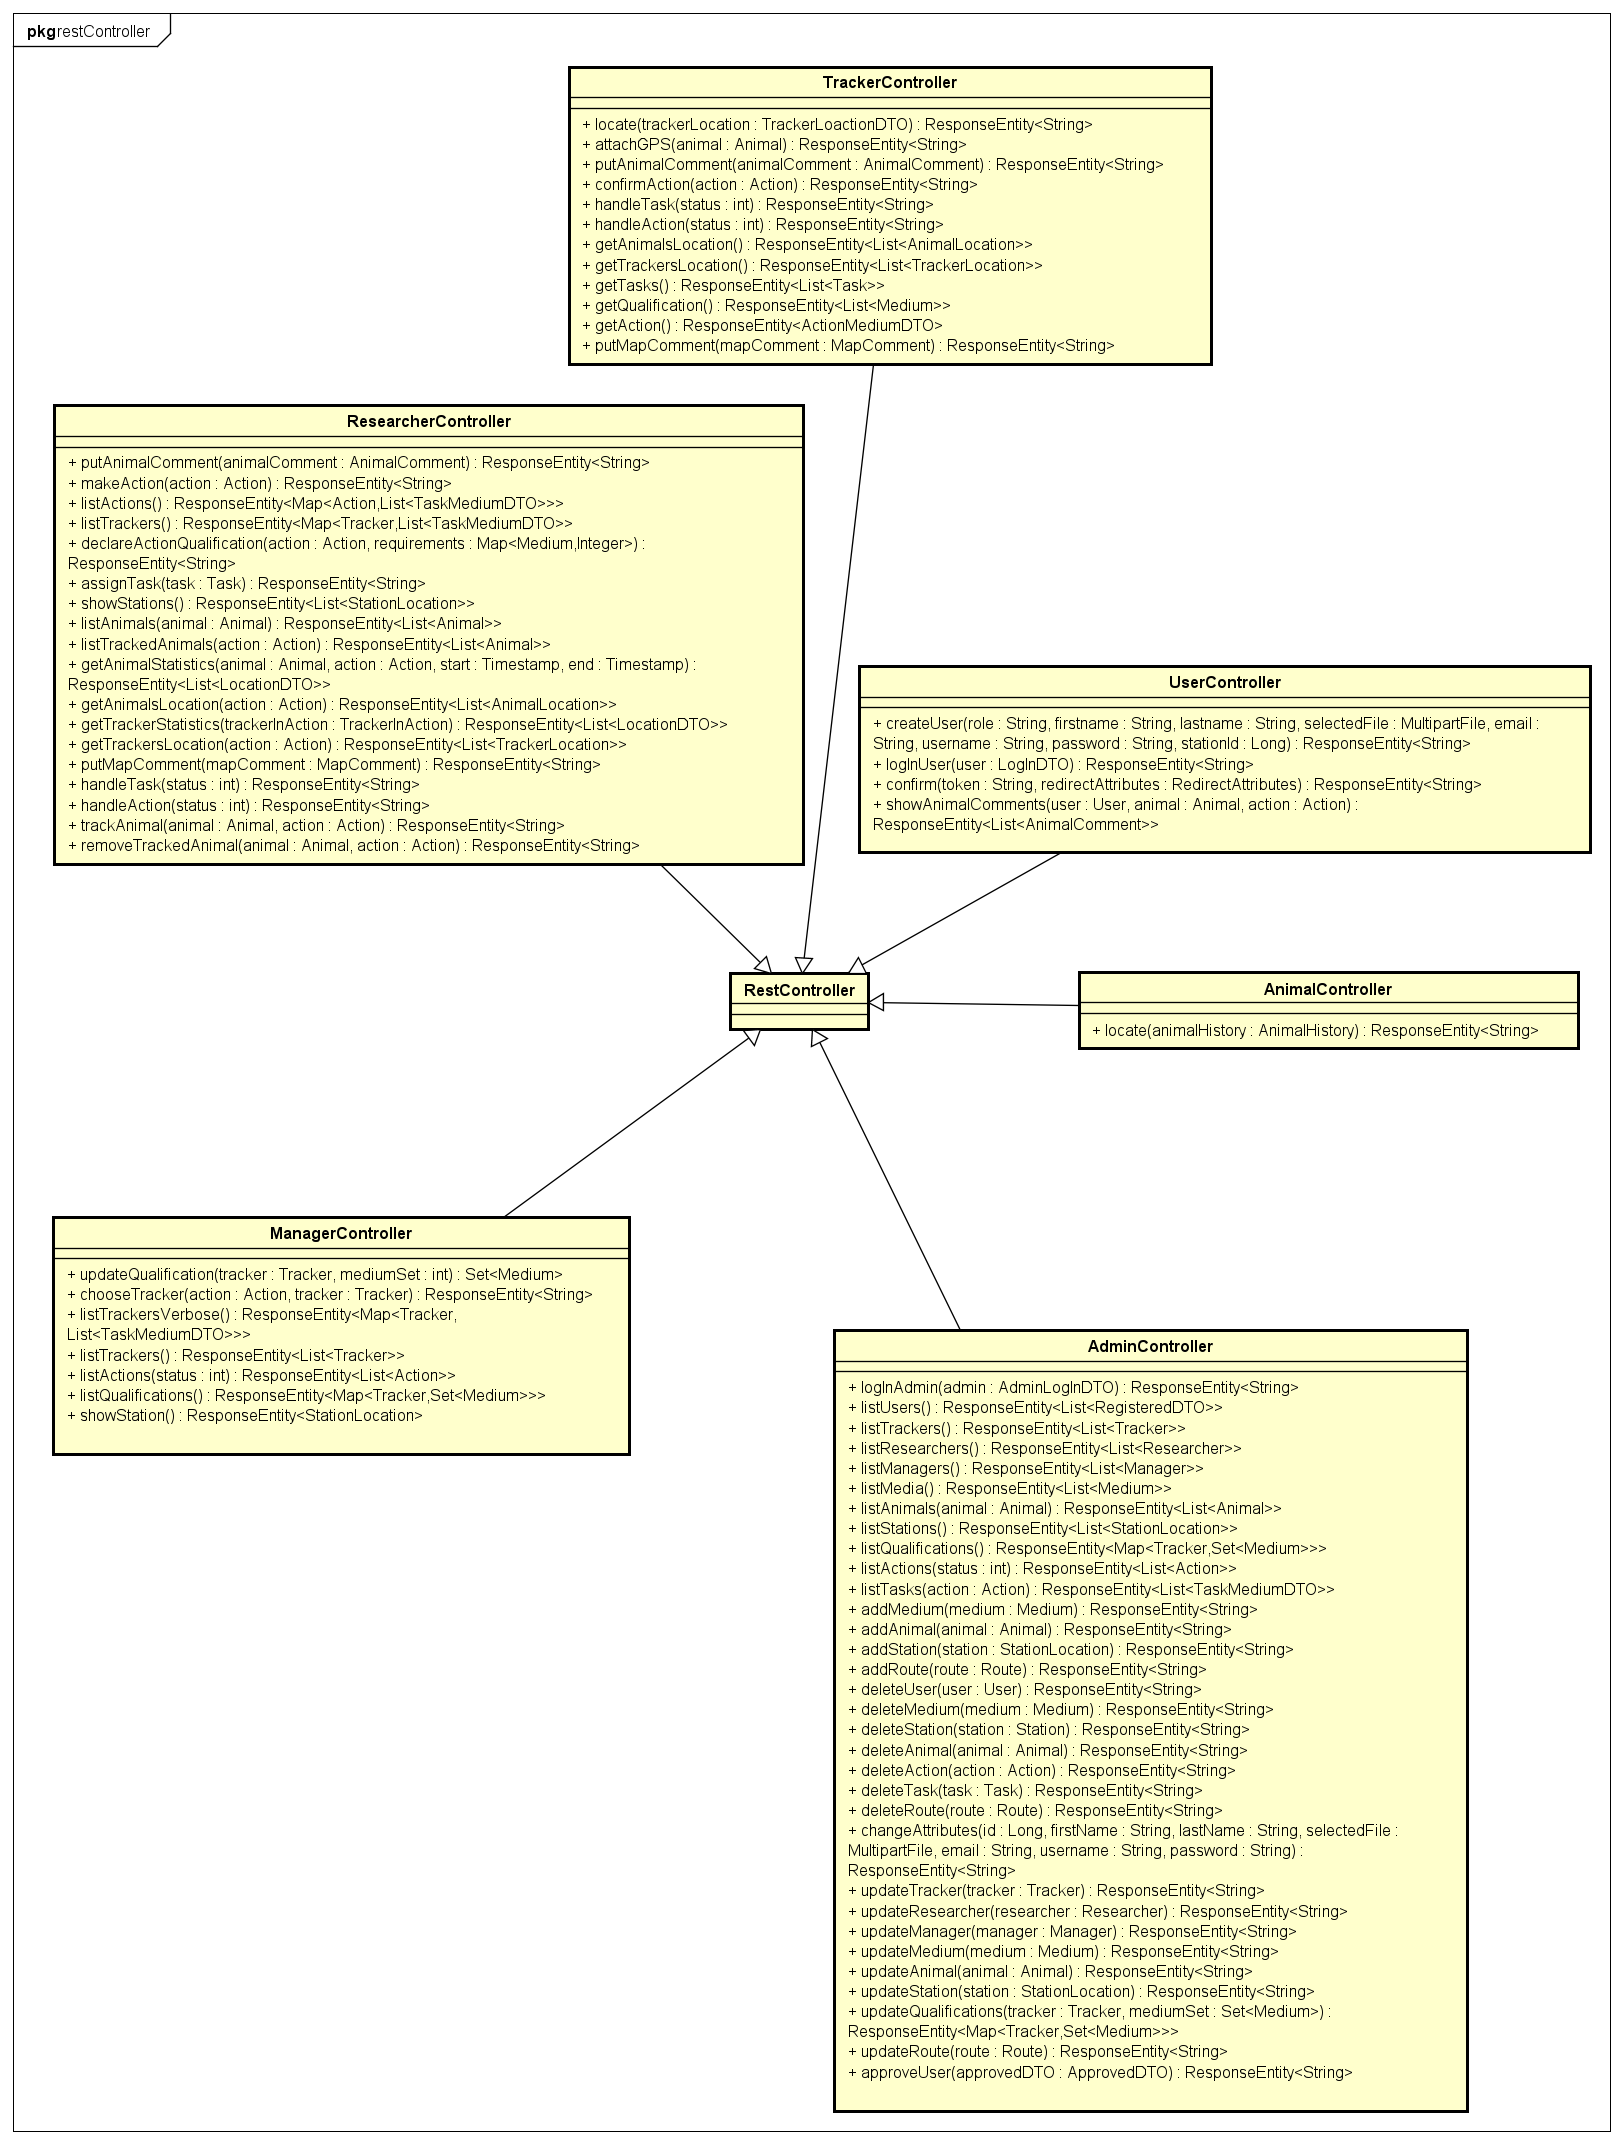 pkg restController
TrackerController
+ locate(trackerLocation : TrackerLoactionDTO) : ResponseEntity<String>
+ attachGPS(animal : Animal) : ResponseEntity<String>
+ putAnimalComment(animalComment : AnimalComment) : ResponseEntity<String>
+ confirmAction(action : Action) : ResponseEntity<String>
+ handleTask(status : int) : ResponseEntity<String>
+ handleAction(status : int) : ResponseEntity<String>
+ getAnimalsLocation() : ResponseEntity<List<AnimalLocation>>
+ getTrackersLocation() : ResponseEntity<List<TrackerLocation>>
+ getTasks() : ResponseEntity<List<Task>>
+ getQualification() : ResponseEntity<List<Medium>>
+ getAction() : ResponseEntity<ActionMediumDTO>
+ putMapComment(mapComment : MapComment) : ResponseEntity<String>
ResearcherController
+ putAnimalComment(animalComment : AnimalComment) : ResponseEntity<String>
+ makeAction(action : Action) : ResponseEntity<String>
+ listActions() : ResponseEntity<Map<Action,List<TaskMediumDTO>>>
+ listTrackers() : ResponseEntity<Map<Tracker,List<TaskMediumDTO>>
+ declareActionQualification(action : Action, requirements : Map<Medium,Integer>) :
ResponseEntity<String>
+ assignTask(task : Task) : ResponseEntity<String>
+ showStations() : ResponseEntity<List<StationLocation>>
+ listAnimals(animal : Animal) : ResponseEntity<List<Animal>>
+ listTrackedAnimals(action : Action) : ResponseEntity<List<Animal>>
+ getAnimalStatistics(animal : Animal, action : Action, start : Timestamp, end : Timestamp) :
ResponseEntity<List<LocationDTO>>
+ getAnimalsLocation(action : Action) : ResponseEntity<List<AnimalLocation>>
+ getTrackerStatistics(trackerInAction : TrackerInAction) : ResponseEntity<List<LocationDTO>>
+ getTrackersLocation(action : Action) : ResponseEntity<List<TrackerLocation>>
+ putMapComment(mapComment : MapComment) : ResponseEntity<String>
+ handleTask(status : int) : ResponseEntity<String>
+ handleAction(status : int) : ResponseEntity<String>
+ trackAnimal(animal : Animal, action : Action) : ResponseEntity<String>
+ removeTrackedAnimal(animal : Animal, action : Action) : ResponseEntity<String>
UserController
+ createUser(role : String, firstname : String, lastname : String, selectedFile : MultipartFile, email :
String, username : String, password : String, stationId : Long) : ResponseEntity<String>
+ logInUser(user : LogInDTO) : ResponseEntity<String>
+ confirm(token : String, redirectAttributes : RedirectAttributes) : ResponseEntity<String>
+ showAnimalComments(user : User, animal : Animal, action : Action) :
ResponseEntity<List<AnimalComment>>
RestController
AnimalController
+ locate(animalHistory : AnimalHistory) : ResponseEntity<String>
ManagerController
+ updateQualification(tracker : Tracker, mediumSet : int) : Set<Medium>
+ chooseTracker(action : Action, tracker : Tracker) : ResponseEntity<String>
+ listTrackersVerbose() : ResponseEntity<Map<Tracker,
List<TaskMediumDTO>>>
+ listTrackers() : ResponseEntity<List<Tracker>>
+ listActions(status : int) : ResponseEntity<List<Action>>
+ listQualifications() : ResponseEntity<Map<Tracker,Set<Medium>>>
+ showStation() : ResponseEntity<StationLocation>
AdminController
+ logInAdmin(admin : AdminLogInDTO) : ResponseEntity<String>
+ listUsers() : ResponseEntity<List<RegisteredDTO>>
+ listTrackers() : ResponseEntity<List<Tracker>>
+ listResearchers() : ResponseEntity<List<Researcher>>
+ listManagers() : ResponseEntity<List<Manager>>
+ listMedia() : ResponseEntity<List<Medium>>
+ listAnimals(animal : Animal) : ResponseEntity<List<Animal>>
+ listStations() : ResponseEntity<List<StationLocation>>
+ listQualifications() : ResponseEntity<Map<Tracker,Set<Medium>>>
+ listActions(status : int) : ResponseEntity<List<Action>>
+ listTasks(action : Action) : ResponseEntity<List<TaskMediumDTO>>
+ addMedium(medium : Medium) : ResponseEntity<String>
+ addAnimal(animal : Animal) : ResponseEntity<String>
+ addStation(station : StationLocation) : ResponseEntity<String>
+ addRoute(route : Route) : ResponseEntity<String>
+ deleteUser(user : User) : ResponseEntity<String>
+ deleteMedium(medium : Medium) : ResponseEntity<String>
+ deleteStation(station : Station) : ResponseEntity<String>
+ deleteAnimal(animal : Animal) : ResponseEntity<String>
+ deleteAction(action : Action) : ResponseEntity<String>
+ deleteTask(task : Task) : ResponseEntity<String>
+ deleteRoute(route : Route) : ResponseEntity<String>
+ changeAttributes(id : Long, firstName : String, lastName : String, selectedFile :
MultipartFile, email : String, username : String, password : String) :
ResponseEntity<String>
+ updateTracker(tracker : Tracker) : ResponseEntity<String>
+ updateResearcher(researcher : Researcher) : ResponseEntity<String>
+ updateManager(manager : Manager) : ResponseEntity<String>
+ updateMedium(medium : Medium) : ResponseEntity<String>
+ updateAnimal(animal : Animal) : ResponseEntity<String>
+ updateStation(station : StationLocation) : ResponseEntity<String>
+ updateQualifications(tracker : Tracker, mediumSet : Set<Medium>) :
ResponseEntity<Map<Tracker,Set<Medium>>>
+ updateRoute(route : Route) : ResponseEntity<String>
+ approveUser(approvedDTO : ApprovedDTO) : ResponseEntity<String>